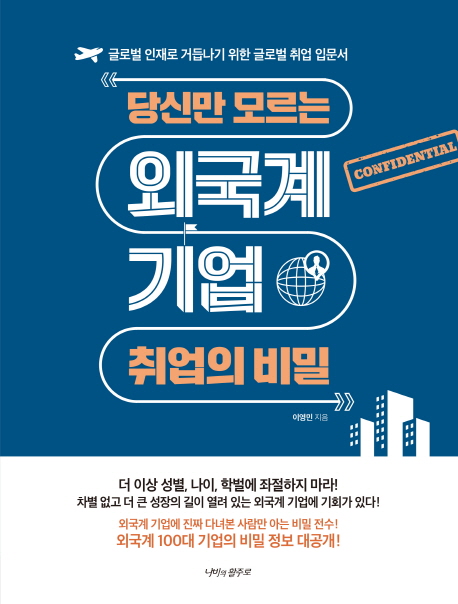 글로벌 인재로 거듭나기 위한 글로벌 취업 입문서
당신만 모르는
외국계
CONFIDENTIAL
기업
취업의 비밀
이영민 지음
더 이상 성별, 나이, 학벌에 좌절하지 마라!
차별 없고 더 큰 성장의 길이 열려 있는 외국계 기업에 기회가 있다!
외국계 기업에 진짜 다녀본 사람만 아는 비밀 전수!
외국계 100대 기업의 비밀 정보 대공개!
나비의 활주로